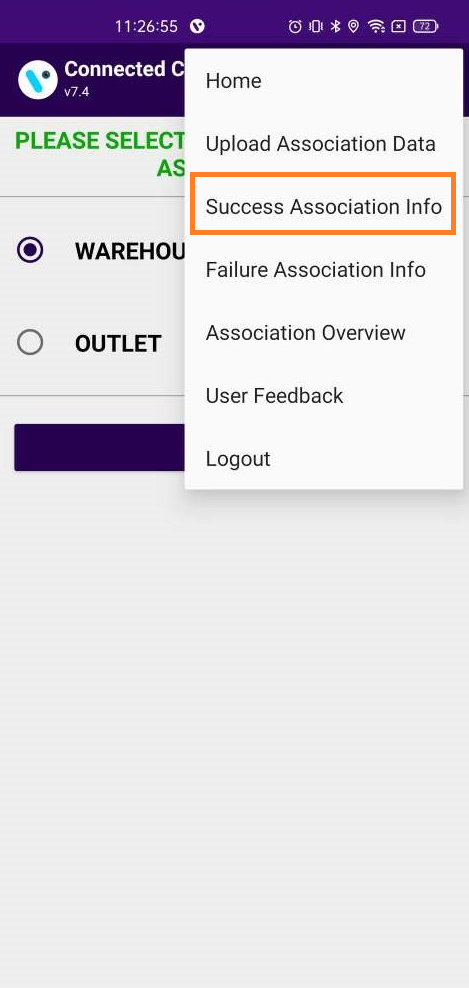 11:26:55
72
Connected C
v7.4
PLEASE SELECT
AS
WAREHOU
OUTLET
Home
Upload Association Data
Success Association Info
Failure Association Info
Association Overview
User Feedback
Logout